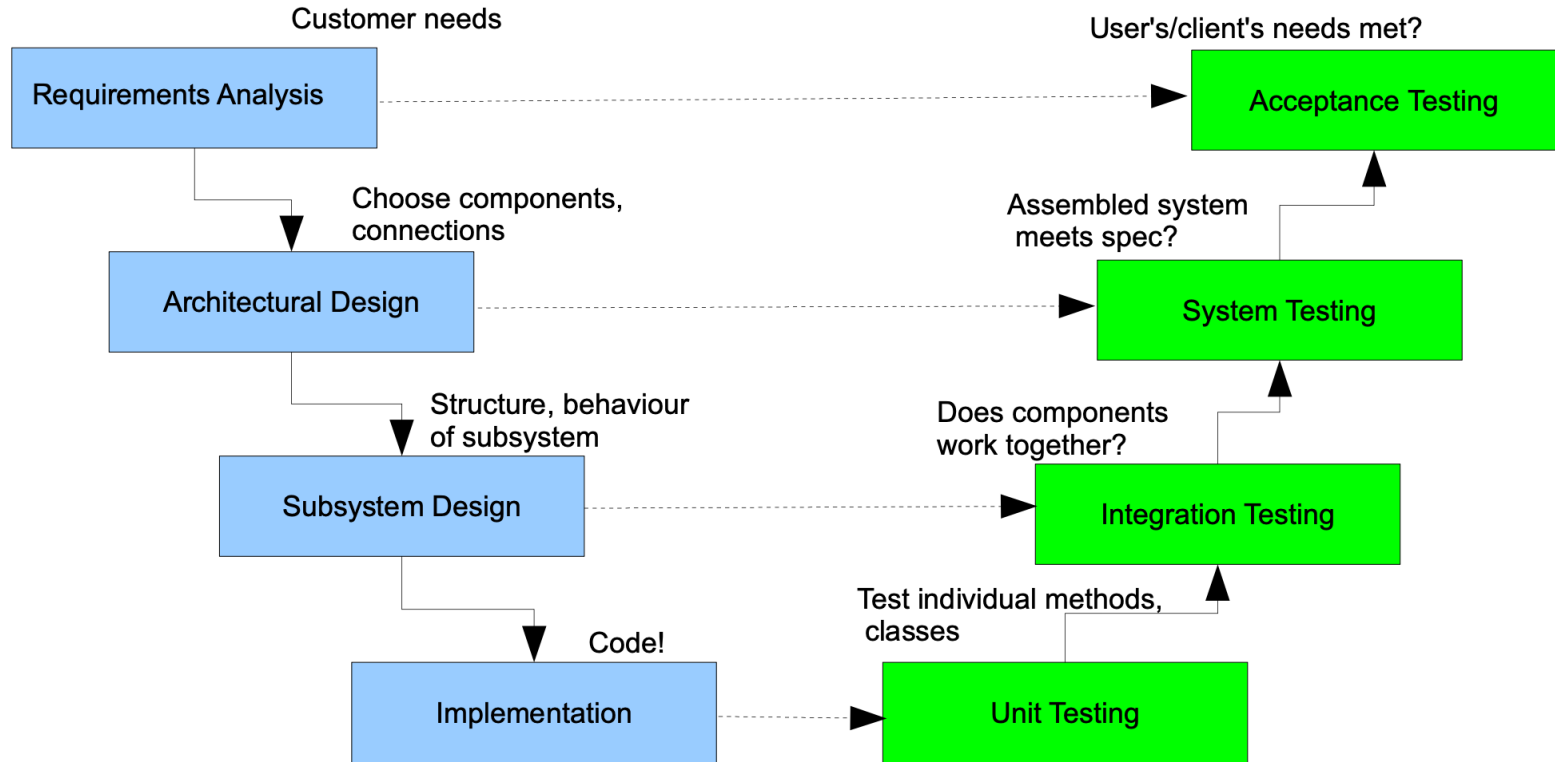 Customer needs
User's/client's needs met?
Requirements Analysis
Acceptance Testing
Choose components,
connections
Assembled system
meets spec?
Architectural Design
System Testing
Structure, behaviour
of subsystem
Does components
work together?
Subsystem Design
Integration Testing
Test individual methods,
classes
Code!
Implementation
Unit Testing